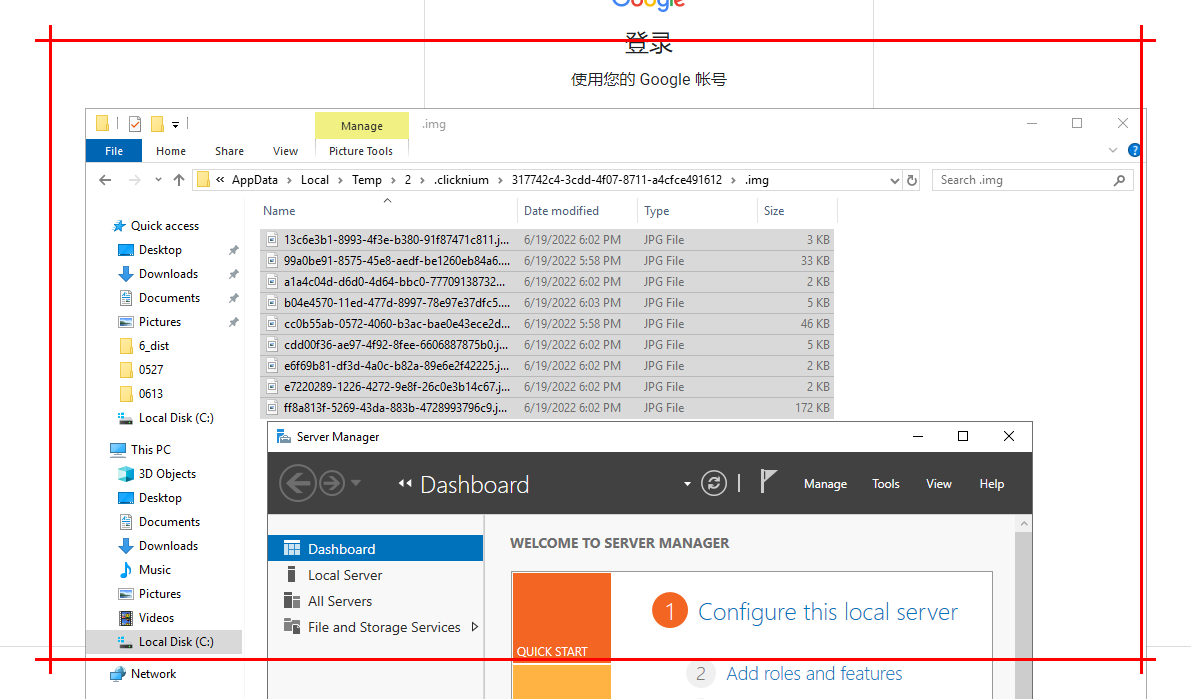 Google
登录
使用您的 Google 帐号
Manage
.img
File Home Share View Picture Tools
« AppData › Local › Temp › 2 › .clicknium › 317742c4-3cdd-4f07-8711-a4cfce491612 › .img
Search .img
Name Date modified Type Size
13c6e3b1-8993-4f3e-b380-91f87471c811.j... 6/19/2022 6:02 PM JPG File 3 KB
99a0be91-8575-45e8-aedf-be1260eb84a6.... 6/19/2022 5:58 PM JPG File 33 KB
a1a4c04d-d6d0-4d64-bbc0-77709138732... 6/19/2022 6:02 PM JPG File 2 KB
b04e4570-11ed-477d-8997-78e97e37dfc5.... 6/19/2022 6:03 PM JPG File 5 KB
cc0b55ab-0572-4060-b3ac-bae0e43ece2d... 6/19/2022 5:58 PM JPG File 46 KB
cdd00f36-ae97-4f92-8fee-6606887875b0.j... 6/19/2022 6:02 PM JPG File 5 KB
e6f69b81-df3d-4a0c-b82a-89e6e2f42225.j... 6/19/2022 6:02 PM JPG File 2 KB
e7220289-1226-4272-9e8f-26c0e3b14c67.j... 6/19/2022 6:02 PM JPG File 2 KB
ff8a813f-5269-43da-883b-4728993796c9.j... 6/19/2022 6:02 PM JPG File 172 KB
Quick access
Desktop
Downloads
Documents
Pictures
6_dist
0527
0613
Local Disk (C:)
This PC
3D Objects
Desktop
Documents
Downloads
Music
Pictures
Videos
Local Disk (C:)
Network
Server Manager
Dashboard
Manage Tools View Help
Dashboard
Local Server
All Servers
File and Storage Services
WELCOME TO SERVER MANAGER
QUICK START
1 Configure this local server
2 Add roles and features